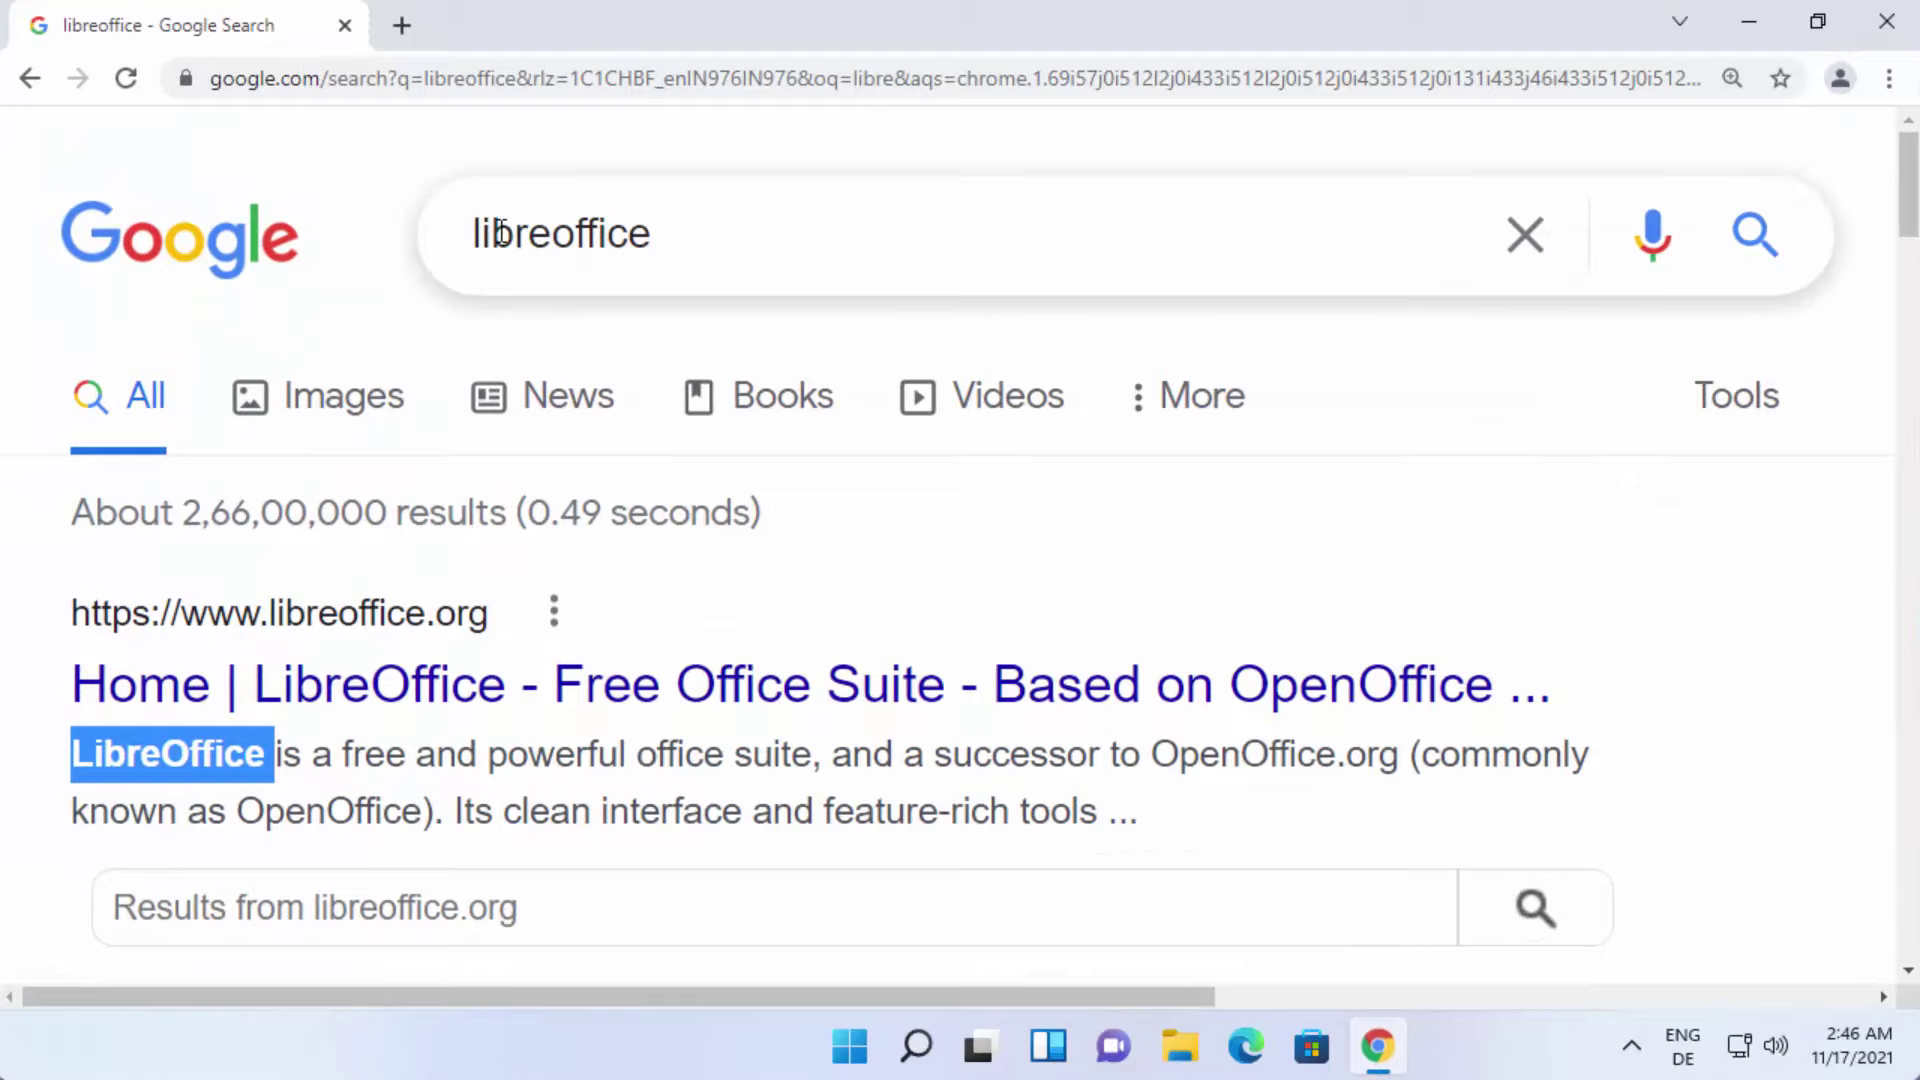 libreoffice - Google Search
google.com/search?q=libreoffice&rlz=1C1CHBF_enIN976IN976&oq=libre&aqs=chrome.1.69i57j0i512l2j0i433i512l2j0i512j0i433i512j0i131i433j46i433i512j0i512...
Google
libreoffice
All
Images
News
Books
Videos
More
Tools
About 2,66,00,000 results (0.49 seconds)
https://www.libreoffice.org
Home | LibreOffice - Free Office Suite - Based on OpenOffice ...
LibreOffice is a free and powerful office suite, and a successor to OpenOffice.org (commonly
known as OpenOffice). Its clean interface and feature-rich tools ...
Results from libreoffice.org
ENG
DE
2:46 AM
11/17/2021